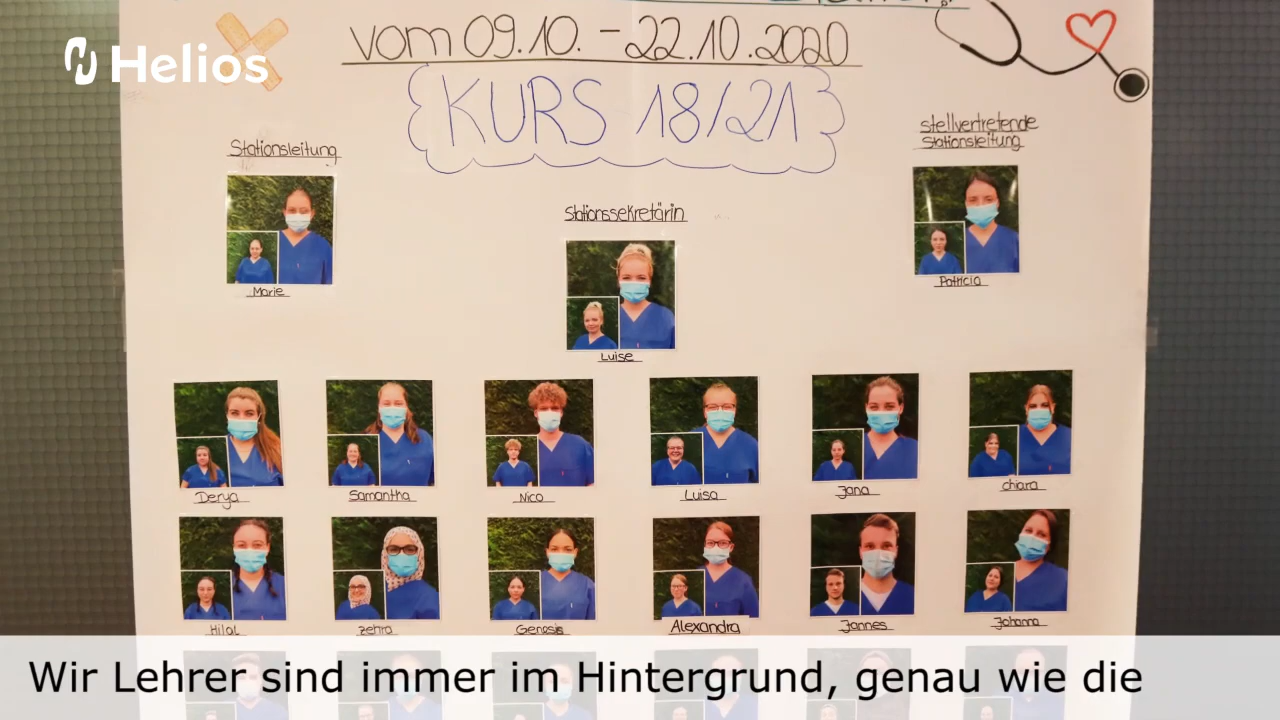 Helios
vom 09.10. - 22.10.2020
KURS 18/21
Stationsleitung
stellvertretende
Stationsleitung
Stationssekretärin
Marie
Patricia
Luise
Derya
Samantha
Nico
Luisa
Jana
chiara
Hilal
Zehra
Genesis
Alexandra
Jannes
Johanna
Wir Lehrer sind immer im Hintergrund, genau wie die